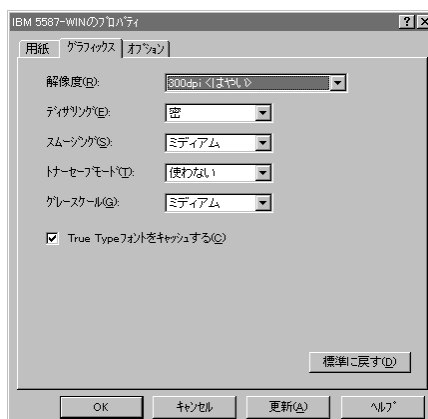 IBM 5587-WINのﾌﾟﾛﾊﾟﾃｨ
用紙 ｸﾞﾗﾌｨｯｸｽ ｵﾌﾟｼｮﾝ
解像度(R): 300dpi <はやい>
ﾃﾞｨｻﾞﾘﾝｸﾞ(E): 密
ｽﾑｰｼﾞﾝｸﾞ(S): ミディアム
ﾄﾅｰｾｰﾌﾞﾓｰﾄﾞ(T): 使わない
ｸﾞﾚｰｽｹｰﾙ(G): ミディアム
True Typeﾌｫﾝﾄをｷｬｯｼｭする(C)
標準に戻す(D)
OK ｷｬﾝｾﾙ 更新(A) ﾍﾙﾌﾟ